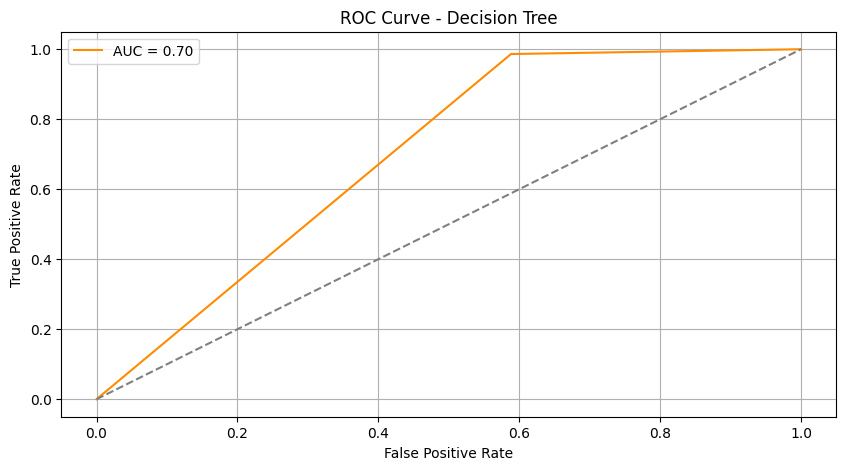 ROC Curve - Decision Tree
AUC = 0.70
True Positive Rate
1.0
0.8
0.6
0.4
0.2
0.0
0.0 0.2 0.4 0.6 0.8 1.0
False Positive Rate